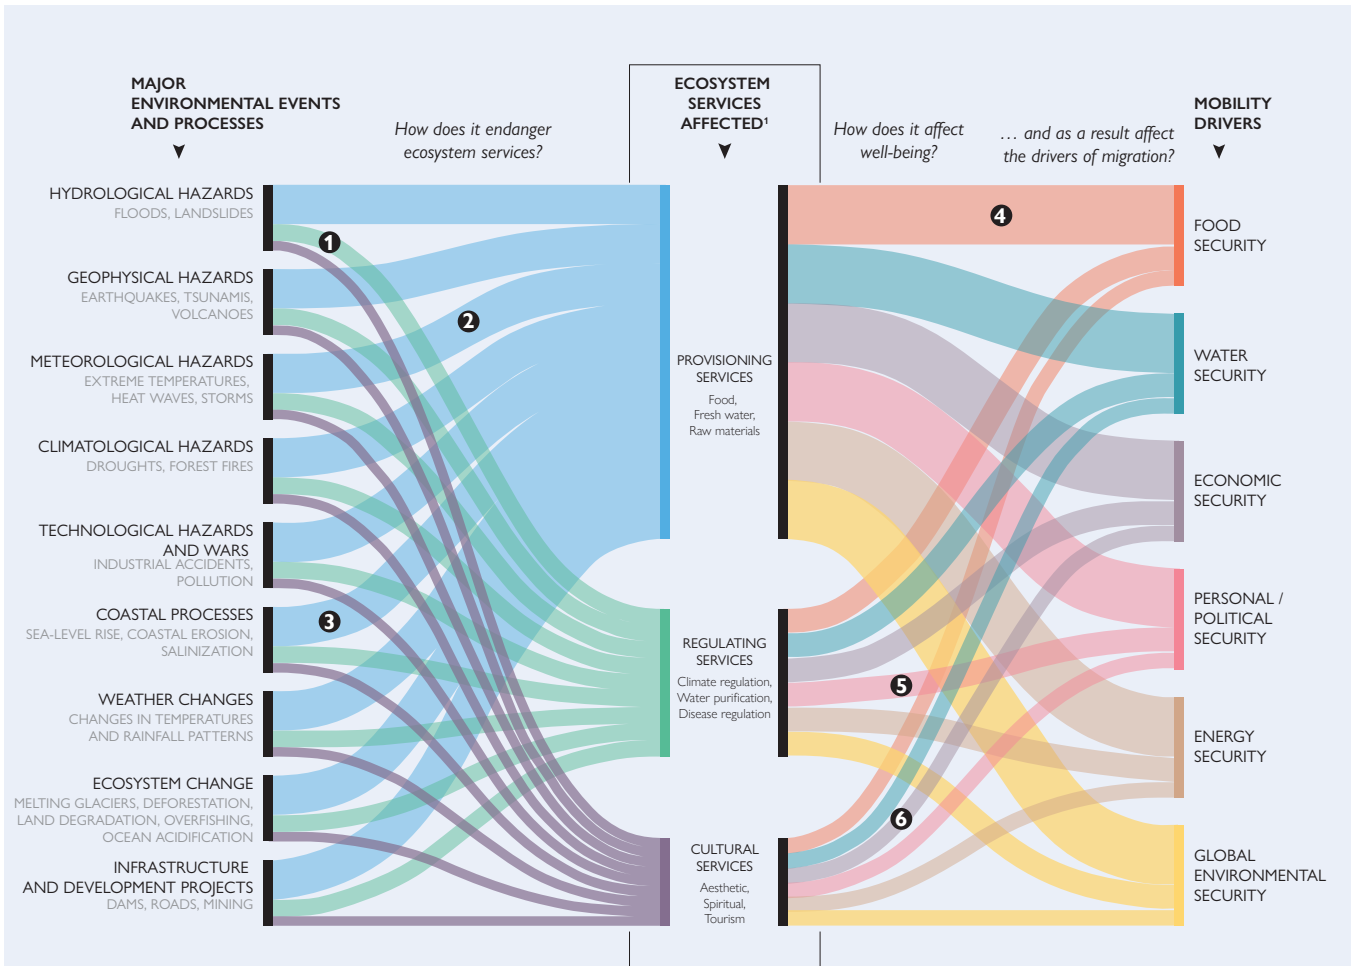 MAJOR
ENVIRONMENTAL EVENTS
AND PROCESSES
How does it endanger
ecosystem services?
ECOSYSTEM
SERVICES
AFFECTED¹
How does it affect
well-being?
… and as a result affect
the drivers of migration?
MOBILITY
DRIVERS
HYDROLOGICAL HAZARDS
FLOODS, LANDSLIDES
GEOPHYSICAL HAZARDS
EARTHQUAKES, TSUNAMIS,
VOLCANOES
METEOROLOGICAL HAZARDS
EXTREME TEMPERATURES,
HEAT WAVES, STORMS
CLIMATOLOGICAL HAZARDS
DROUGHTS, FOREST FIRES
TECHNOLOGICAL HAZARDS
AND WARS
INDUSTRIAL ACCIDENTS,
POLLUTION
COASTAL PROCESSES
SEA-LEVEL RISE, COASTAL EROSION,
SALINIZATION
WEATHER CHANGES
CHANGES IN TEMPERATURES
AND RAINFALL PATTERNS
ECOSYSTEM CHANGE
MELTING GLACIERS, DEFORESTATION,
LAND DEGRADATION, OVERFISHING,
OCEAN ACIDIFICATION
INFRASTRUCTURE
AND DEVELOPMENT PROJECTS
DAMS, ROADS, MINING
1
2
3
PROVISIONING
SERVICES
Food,
Fresh water,
Raw materials
REGULATING
SERVICES
Climate regulation,
Water purification,
Disease regulation
CULTURAL
SERVICES
Aesthetic,
Spiritual,
Tourism
4
5
6
FOOD
SECURITY
WATER
SECURITY
ECONOMIC
SECURITY
PERSONAL /
POLITICAL
SECURITY
ENERGY
SECURITY
GLOBAL
ENVIRONMENTAL
SECURITY